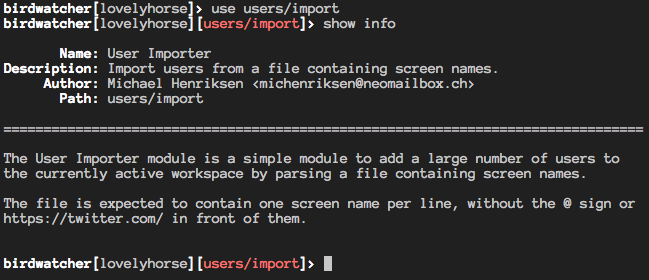 birdwatcher[lovelyhorse]> use users/import
birdwatcher[lovelyhorse][users/import]> show info
Name: User Importer
Description: Import users from a file containing screen names.
Author: Michael Henriksen <michenriksen@neomailbox.ch>
Path: users/import
================================================================================
The User Importer module is a simple module to add a large number of users to
the currently active workspace by parsing a file containing screen names.
The file is expected to contain one screen name per line, without the @ sign or
https://twitter.com/ in front of them.
birdwatcher[lovelyhorse][users/import]>